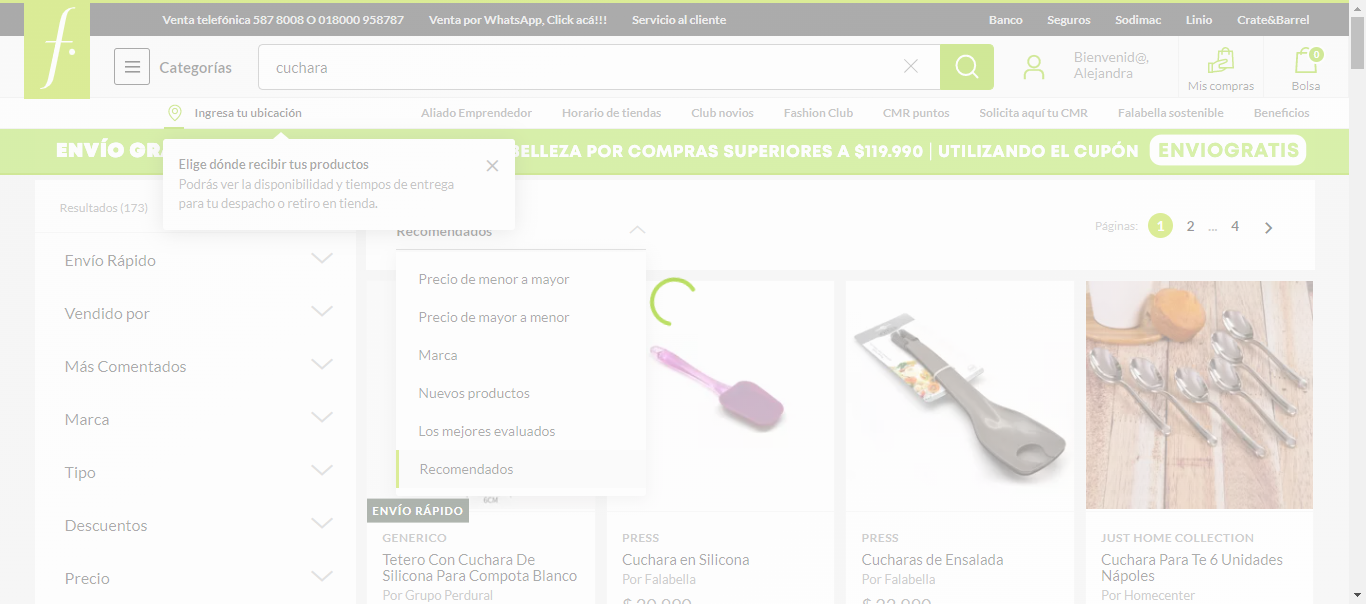 Venta telefónica 587 8008 O 018000 958787
Venta por WhatsApp, Click acá!!!
Servicio al cliente
Banco
Seguros
Sodimac
Linio
Crate&Barrel
f.
Categorías
cuchara
Bienvenid@,
Alejandra
Mis compras
0
Bolsa
Ingresa tu ubicación
Aliado Emprendedor
Horario de tiendas
Club novios
Fashion Club
CMR puntos
Solicita aquí tu CMR
Falabella sostenible
Beneficios
ENVÍO GRA
BELLEZA POR COMPRAS SUPERIORES A $119.990 | UTILIZANDO EL CUPÓN
ENVIOGRATIS
Elige dónde recibir tus productos
Podrás ver la disponibilidad y tiempos de entrega
para tu despacho o retiro en tienda.
Resultados (173)
Recomendados
Páginas: 1 2 ... 4
Envío Rápido
Vendido por
Más Comentados
Marca
Tipo
Descuentos
Precio
Precio de menor a mayor
Precio de mayor a menor
Marca
Nuevos productos
Los mejores evaluados
Recomendados
6CM
ENVÍO RÁPIDO
GENERICO
Tetero Con Cuchara De
Silicona Para Compota Blanco
Por Grupo Perdural
PRESS
Cuchara en Silicona
Por Falabella
$ 20.990
PRESS
Cucharas de Ensalada
Por Falabella
$ 22.990
JUST HOME COLLECTION
Cuchara Para Te 6 Unidades
Nápoles
Por Homecenter